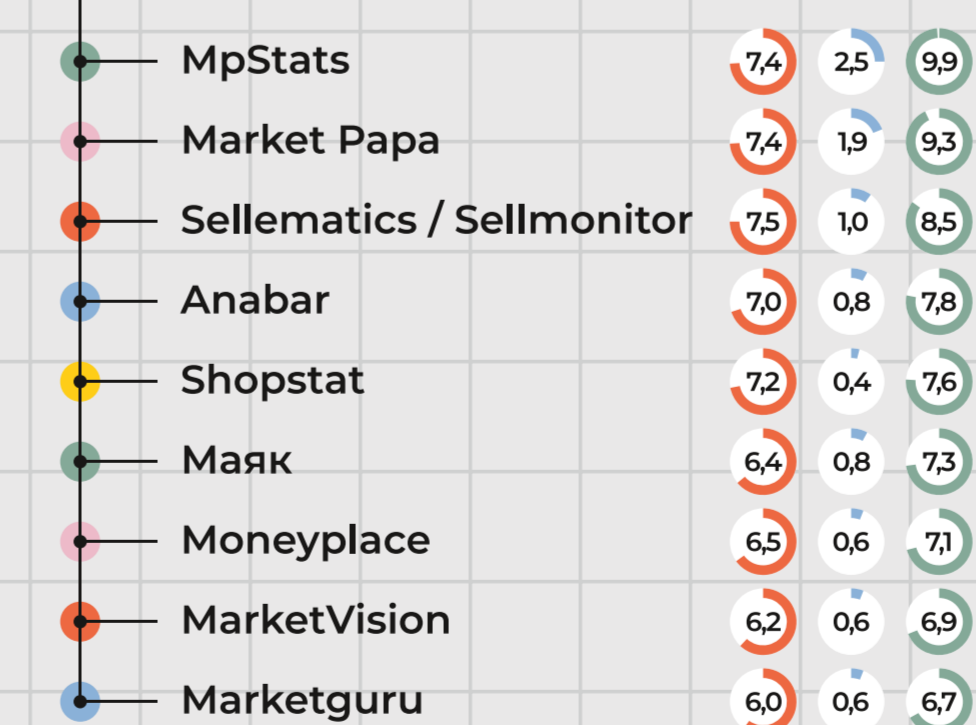 MpStats 7,4 2,5 9,9
Market Papa 7,4 1,9 9,3
Sellematics / Sellmonitor 7,5 1,0 8,5
Anabar 7,0 0,8 7,8
Shopstat 7,2 0,4 7,6
Маяк 6,4 0,8 7,3
Moneyplace 6,5 0,6 7,1
MarketVision 6,2 0,6 6,9
Marketguru 6,0 0,6 6,7